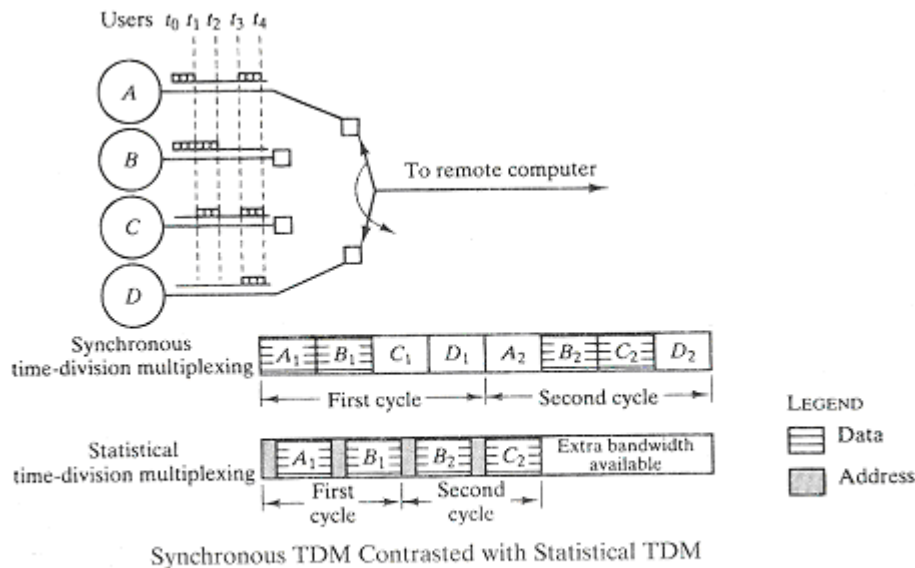 Users t0 t1 t2 t3 t4
A
B
To remote computer
C
D
Synchronous
time-division multiplexing
A1 B1 C1 D1 A2 B2 C2 D2
First cycle Second cycle
LEGEND
Data
Address
Statistical
time-division multiplexing
A1 B1 B2 C2 Extra bandwidth
available
First
cycle
Second
cycle
Synchronous TDM Contrasted with Statistical TDM